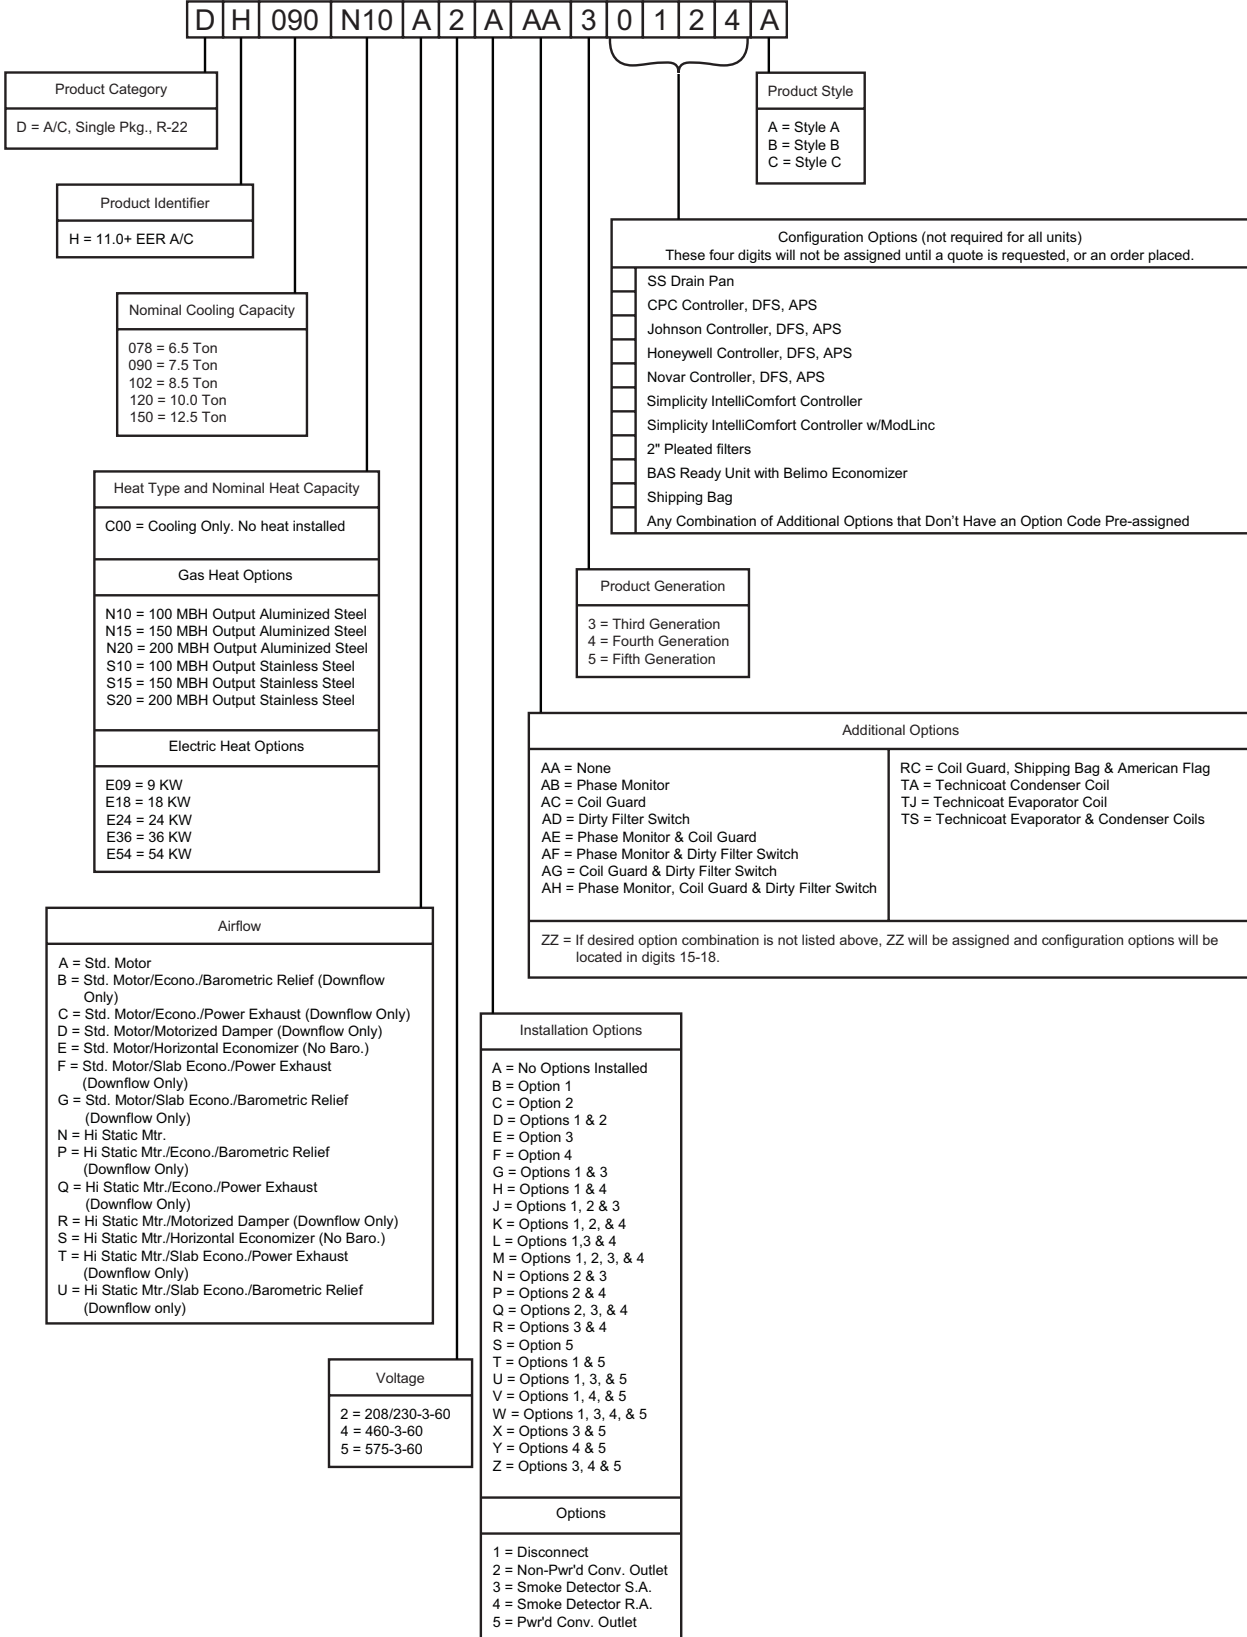 D H 090 N10 A 2 A AA 3 0 1 2 4 A
Product Category
D = A/C, Single Pkg., R-22
Product Style
A = Style A
B = Style B
C = Style C
Product Identifier
H = 11.0+ EER A/C
Configuration Options (not required for all units)
These four digits will not be assigned until a quote is requested, or an order placed.
SS Drain Pan
CPC Controller, DFS, APS
Johnson Controller, DFS, APS
Honeywell Controller, DFS, APS
Novar Controller, DFS, APS
Simplicity IntelliComfort Controller
Simplicity IntelliComfort Controller w/ModLinc
2" Pleated filters
BAS Ready Unit with Belimo Economizer
Shipping Bag
Any Combination of Additional Options that Don't Have an Option Code Pre-assigned
Nominal Cooling Capacity
078 = 6.5 Ton
090 = 7.5 Ton
102 = 8.5 Ton
120 = 10.0 Ton
150 = 12.5 Ton
Heat Type and Nominal Heat Capacity
C00 = Cooling Only. No heat installed
Gas Heat Options
N10 = 100 MBH Output Aluminized Steel
N15 = 150 MBH Output Aluminized Steel
N20 = 200 MBH Output Aluminized Steel
S10 = 100 MBH Output Stainless Steel
S15 = 150 MBH Output Stainless Steel
S20 = 200 MBH Output Stainless Steel
Electric Heat Options
E09 = 9 KW
E18 = 18 KW
E24 = 24 KW
E36 = 36 KW
E54 = 54 KW
Product Generation
3 = Third Generation
4 = Fourth Generation
5 = Fifth Generation
Additional Options
AA = None
AB = Phase Monitor
AC = Coil Guard
AD = Dirty Filter Switch
AE = Phase Monitor & Coil Guard
AF = Phase Monitor & Dirty Filter Switch
AG = Coil Guard & Dirty Filter Switch
AH = Phase Monitor, Coil Guard & Dirty Filter Switch
RC = Coil Guard, Shipping Bag & American Flag
TA = Technicoat Condenser Coil
TJ = Technicoat Evaporator Coil
TS = Technicoat Evaporator & Condenser Coils
ZZ = If desired option combination is not listed above, ZZ will be assigned and configuration options will be
located in digits 15-18.
Airflow
A = Std. Motor
B = Std. Motor/Econo./Barometric Relief (Downflow
Only)
C = Std. Motor/Econo./Power Exhaust (Downflow Only)
D = Std. Motor/Motorized Damper (Downflow Only)
E = Std. Motor/Horizontal Economizer (No Baro.)
F = Std. Motor/Slab Econo./Power Exhaust
(Downflow Only)
G = Std. Motor/Slab Econo./Barometric Relief
(Downflow Only)
N = Hi Static Mtr.
P = Hi Static Mtr./Econo./Barometric Relief
(Downflow Only)
Q = Hi Static Mtr./Econo./Power Exhaust
(Downflow Only)
R = Hi Static Mtr./Motorized Damper (Downflow Only)
S = Hi Static Mtr./Horizontal Economizer (No Baro.)
T = Hi Static Mtr./Slab Econo./Power Exhaust
(Downflow Only)
U = Hi Static Mtr./Slab Econo./Barometric Relief
(Downflow only)
Installation Options
A = No Options Installed
B = Option 1
C = Option 2
D = Options 1 & 2
E = Option 3
F = Option 4
G = Options 1 & 3
H = Options 1 & 4
J = Options 1, 2 & 3
K = Options 1, 2, & 4
L = Options 1,3 & 4
M = Options 1, 2, 3, & 4
N = Options 2 & 3
P = Options 2 & 4
Q = Options 2, 3, & 4
R = Options 3 & 4
S = Option 5
T = Options 1 & 5
U = Options 1, 3, & 5
V = Options 1, 4, & 5
W = Options 1, 3, 4, & 5
X = Options 3 & 5
Y = Options 4 & 5
Z = Options 3, 4 & 5
Options
1 = Disconnect
2 = Non-Pwr'd Conv. Outlet
3 = Smoke Detector S.A.
4 = Smoke Detector R.A.
5 = Pwr'd Conv. Outlet
Voltage
2 = 208/230-3-60
4 = 460-3-60
5 = 575-3-60